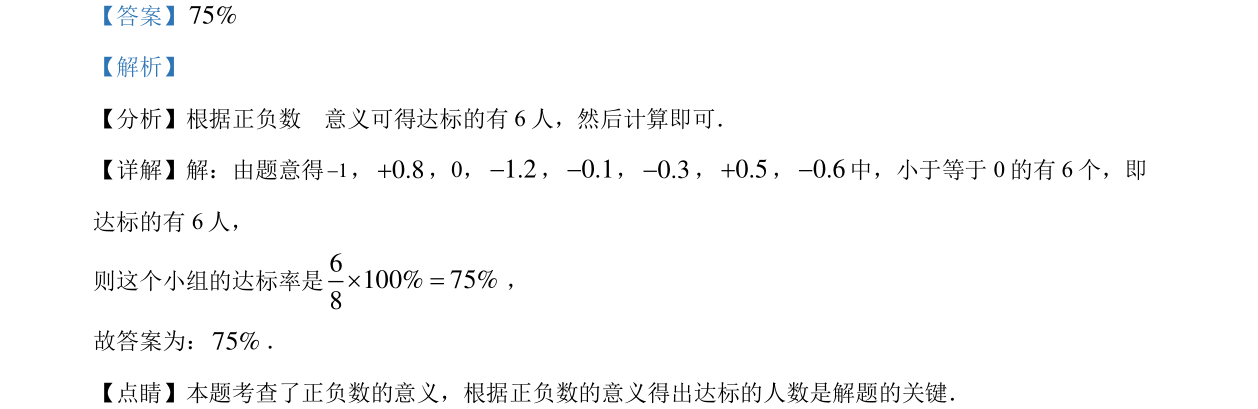 【答案】75%
【解析】
【分析】根据正负数 意义可得达标的有 6 人，然后计算即可．
【详解】解：由题意得−1，+0.8，0，−1.2，−0.1，−0.3，+0.5，−0.6中，小于等于 0 的有 6 个，即
达标的有 6 人，
则这个小组的达标率是6/8×100%＝75%，
故答案为：75%．
【点睛】本题考查了正负数的意义，根据正负数的意义得出达标的人数是解题的关键．